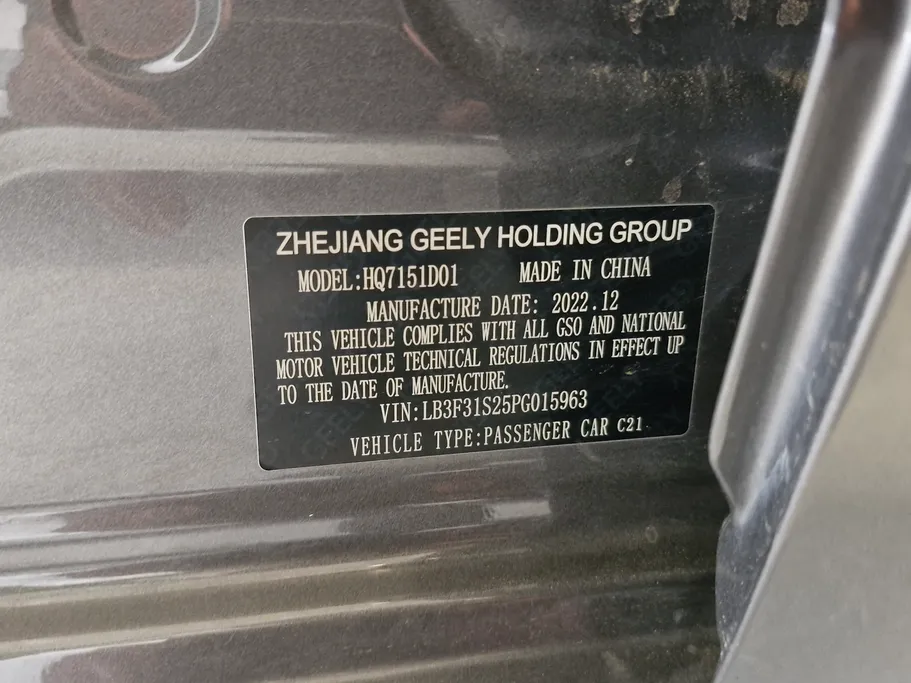 ZHEJIANG GEELY HOLDING GROUP
MODEL:HQ7151D01 MADE IN CHINA
MANUFACTURE DATE: 2022.12
THIS VEHICLE COMPLIES WITH ALL GSO AND NATIONAL
MOTOR VEHICLE TECHNICAL REGULATIONS IN EFFECT UP
TO THE DATE OF MANUFACTURE.
VIN:LB3F31S25PG015963
VEHICLE TYPE:PASSENGER CAR C21